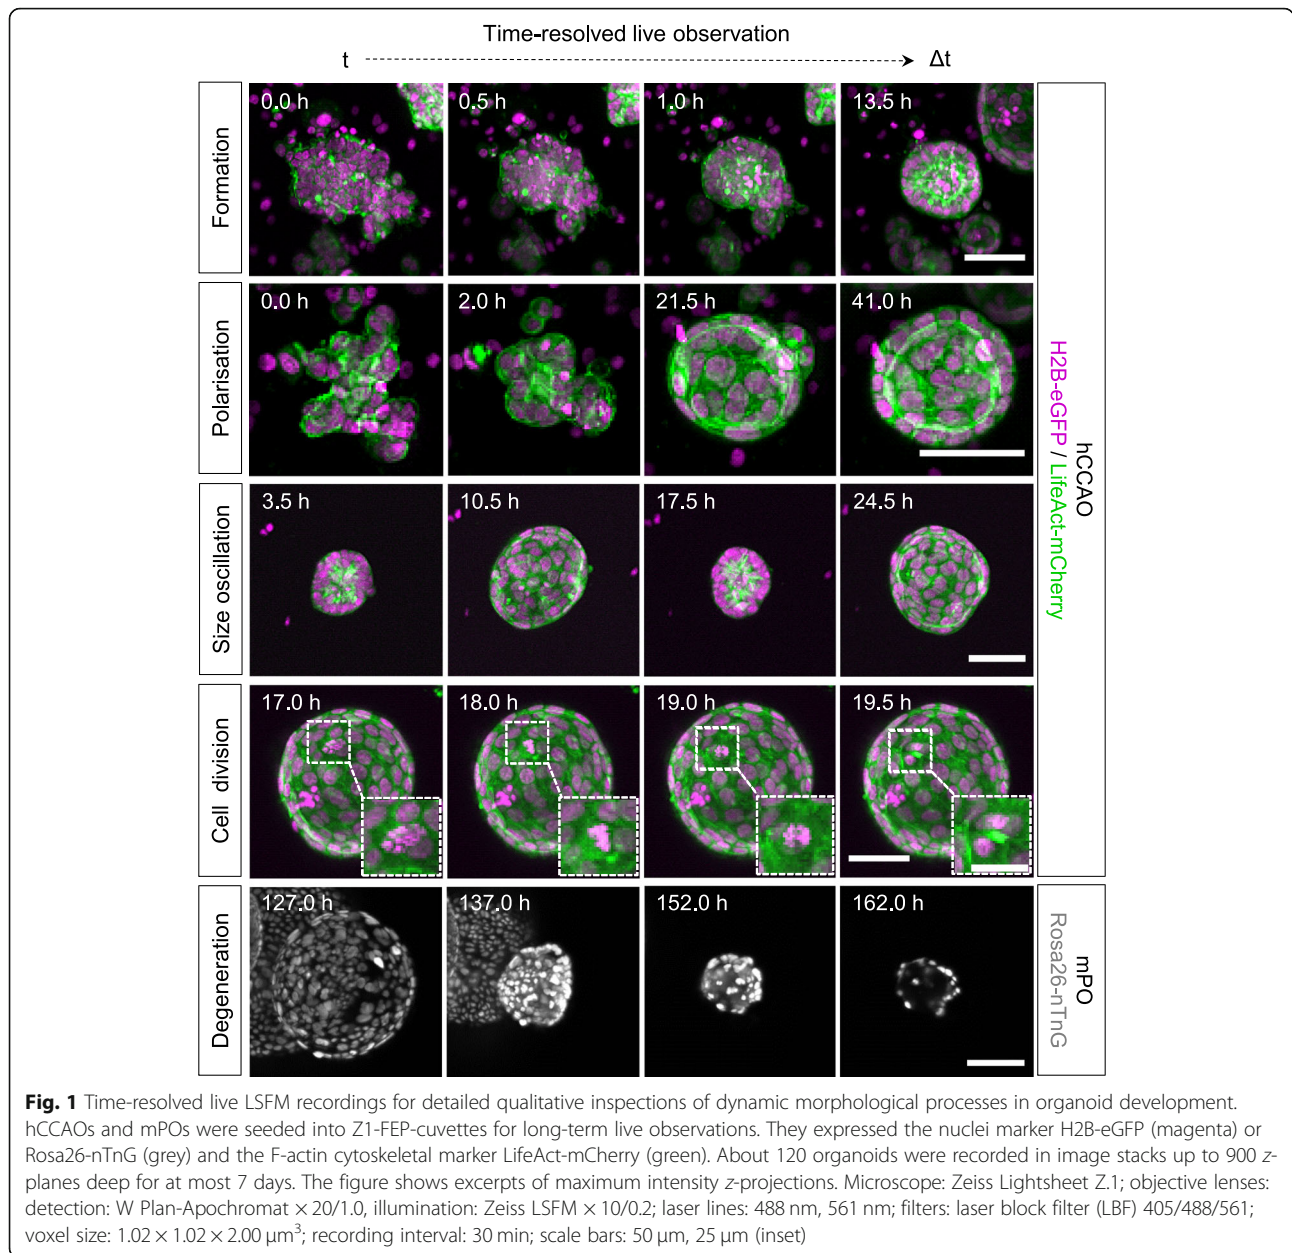 Time-resolved live observation
t
Δt
Formation
0.0 h
0.5 h
1.0 h
13.5 h
Polarisation
0.0 h
2.0 h
21.5 h
41.0 h
Size oscillation
3.5 h
10.5 h
17.5 h
24.5 h
Cell division
17.0 h
18.0 h
19.0 h
19.5 h
hCCAO
H2B-eGFP / LifeAct-mCherry
Degeneration
127.0 h
137.0 h
152.0 h
162.0 h
mPO
Rosa26-nTnG
Fig. 1 Time-resolved live LSFM recordings for detailed qualitative inspections of dynamic morphological processes in organoid development.
hCCAOs and mPOs were seeded into Z1-FEP-cuvettes for long-term live observations. They expressed the nuclei marker H2B-eGFP (magenta) or
Rosa26-nTnG (grey) and the F-actin cytoskeletal marker LifeAct-mCherry (green). About 120 organoids were recorded in image stacks up to 900 z-
planes deep for at most 7 days. The figure shows excerpts of maximum intensity z-projections. Microscope: Zeiss Lightsheet Z.1; objective lenses:
detection: W Plan-Apochromat × 20/1.0, illumination: Zeiss LSFM × 10/0.2; laser lines: 488 nm, 561 nm; filters: laser block filter (LBF) 405/488/561;
voxel size: 1.02 × 1.02 × 2.00 μm³; recording interval: 30 min; scale bars: 50 μm, 25 μm (inset)